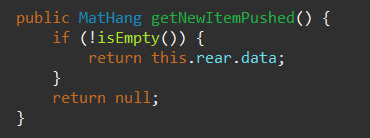 public MatHang getNewItemPushed() {
    if (!isEmpty()) {
        return this.rear.data;
    }
    return null;
}